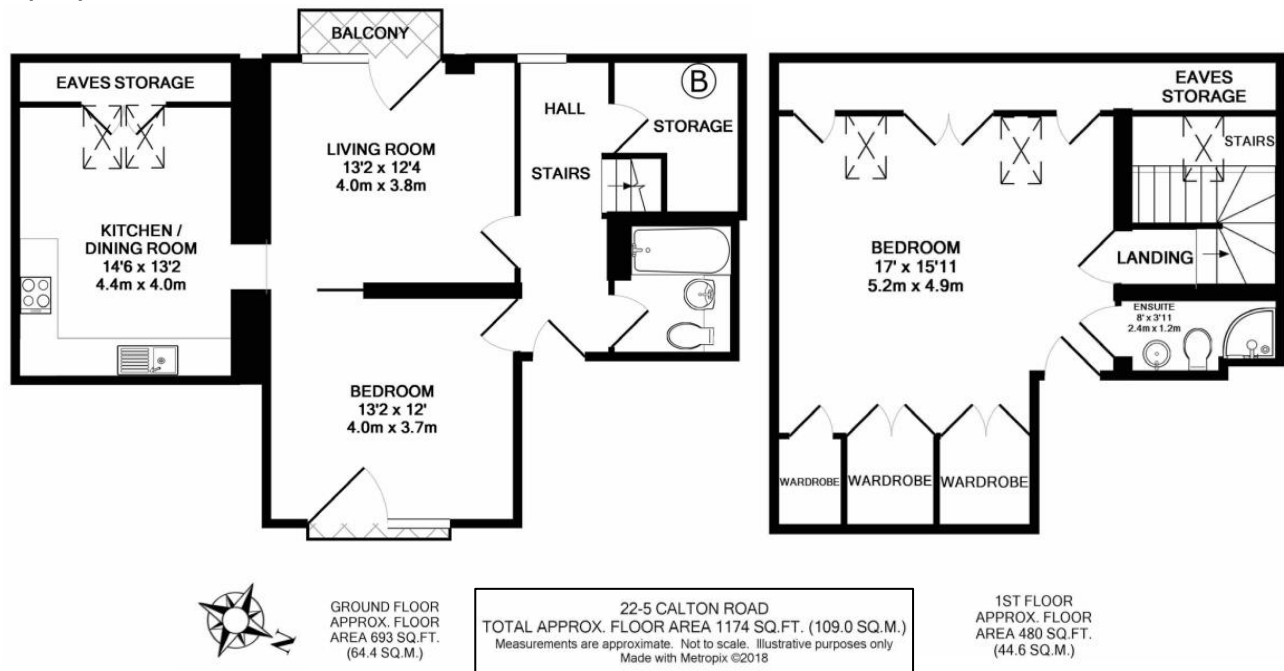 BALCONY
EAVES STORAGE
LIVING ROOM
13'2 x 12'4
4.0m x 3.8m
HALL
STAIRS
B
STORAGE
KITCHEN /
DINING ROOM
14'6 x 13'2
4.4m x 4.0m
BEDROOM
13'2 x 12'
4.0m x 3.7m
EAVES
STORAGE
STAIRS
BEDROOM
17' x 15'11
5.2m x 4.9m
LANDING
ENSUITE
8' x 3'11
2.4m x 1.2m
WARDROBE
WARDROBE
WARDROBE
N
GROUND FLOOR
APPROX. FLOOR
AREA 693 SQ.FT.
(64.4 SQ.M.)
22-5 CALTON ROAD
TOTAL APPROX. FLOOR AREA 1174 SQ.FT. (109.0 SQ.M.)
Measurements are approximate. Not to scale. Illustrative purposes only
Made with Metropix ©2018
1ST FLOOR
APPROX. FLOOR
AREA 480 SQ.FT.
(44.6 SQ.M.)